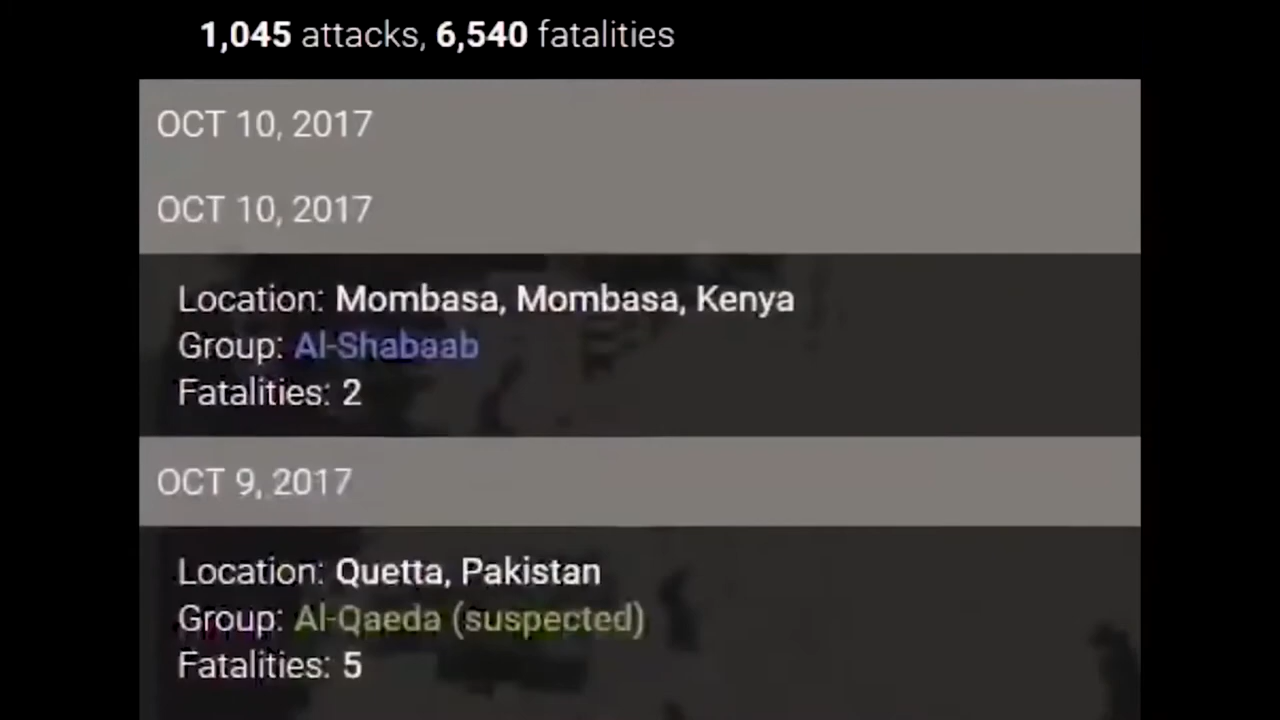 1,045 attacks, 6,540 fatalities
OCT 10, 2017
OCT 10, 2017
Location: Mombasa, Mombasa, Kenya
Group: Al-Shabaab
Fatalities: 2
OCT 9, 2017
Location: Quetta, Pakistan
Group: Al-Qaeda (suspected)
Fatalities: 5